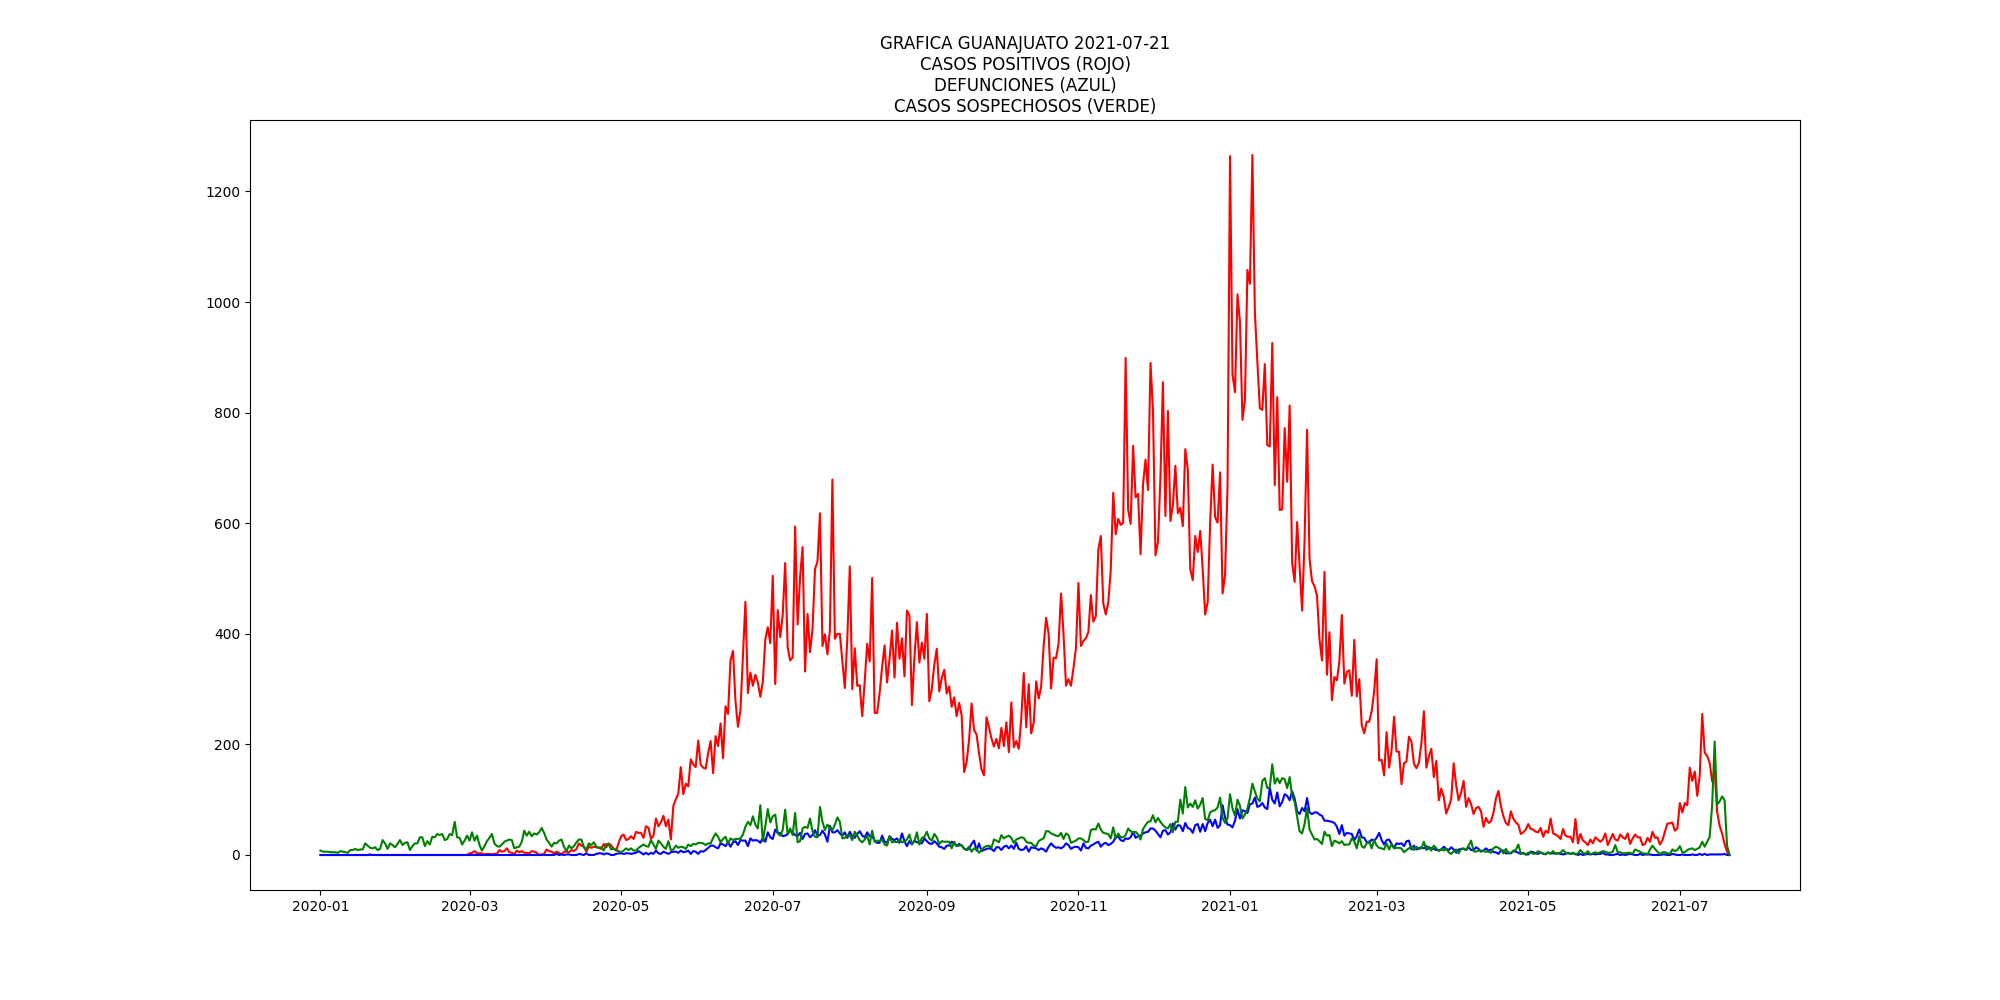 GRAFICA GUANAJUATO 2021-07-21
CASOS POSITIVOS (ROJO)
DEFUNCIONES (AZUL)
CASOS SOSPECHOSOS (VERDE)
1200
1000
800
600
400
200
0
2020-01 2020-03 2020-05 2020-07 2020-09 2020-11 2021-01 2021-03 2021-05 2021-07